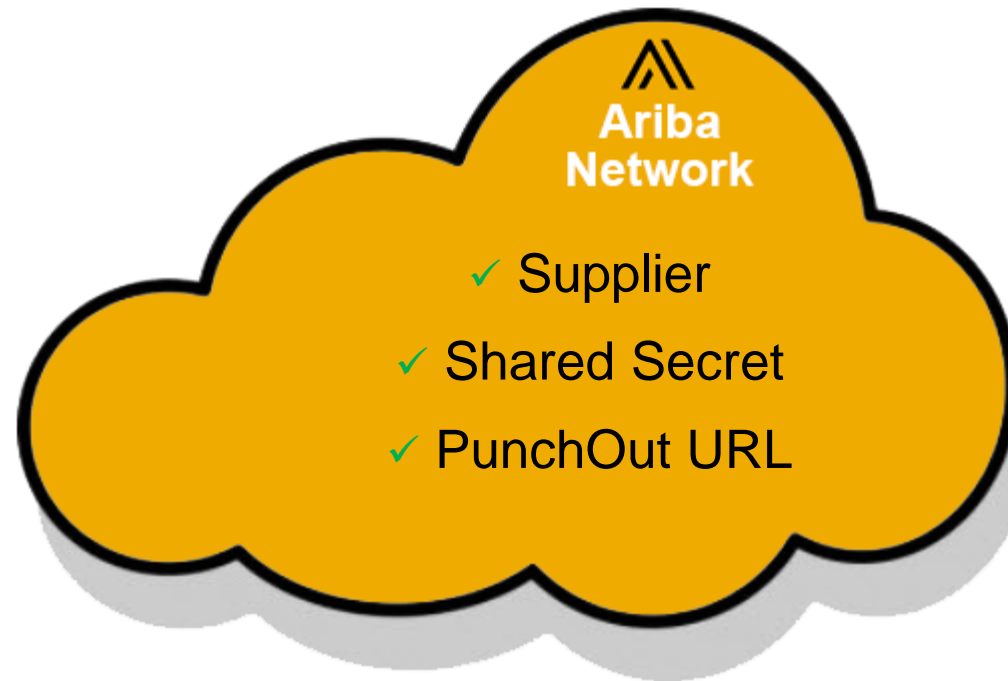 Ariba
Network
✓ Supplier
✓ Shared Secret
✓ PunchOut URL